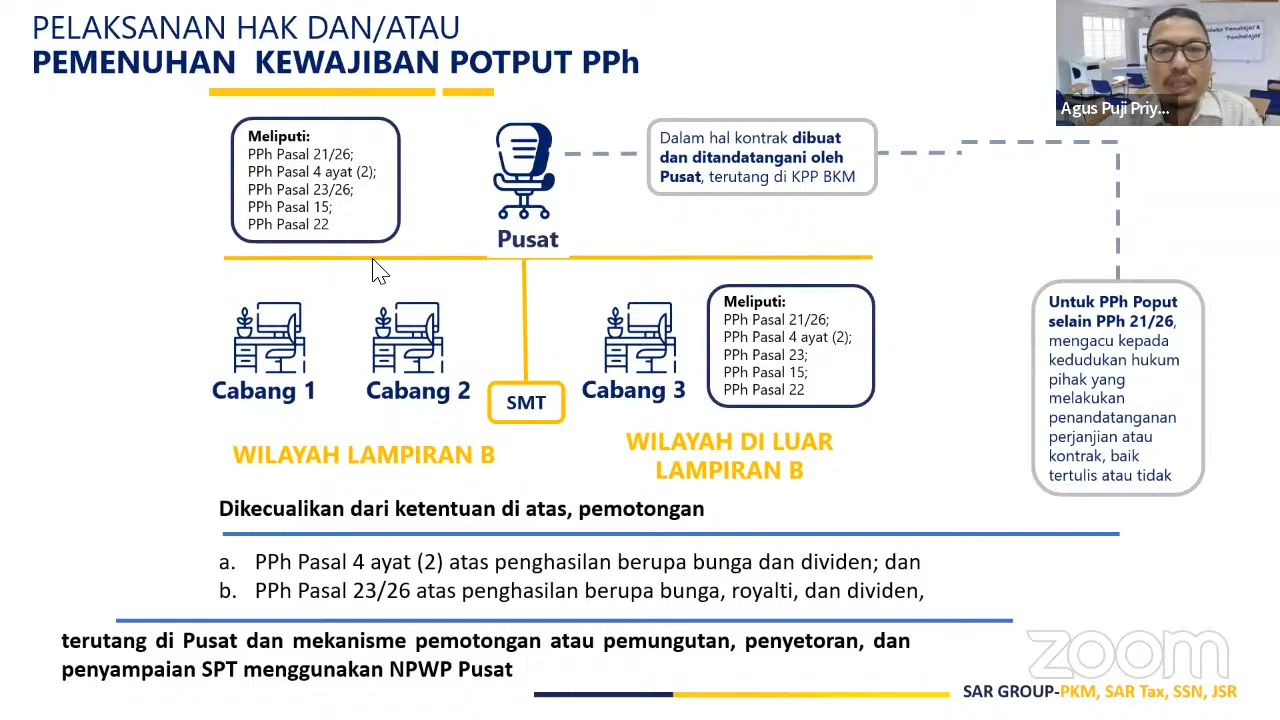 PELAKSANAN HAK DAN/ATAU
PEMENUHAN KEWAJIBAN POTPUT PPh
Agus Puji Priy...
Meliputi:
PPh Pasal 21/26;
PPh Pasal 4 ayat (2);
PPh Pasal 23/26;
PPh Pasal 15;
PPh Pasal 22
Pusat
Dalam hal kontrak dibuat
dan ditandatangani oleh
Pusat, terutang di KPP BKM
Untuk PPh Poput
selain PPh 21/26,
mengacu kepada
kedudukan hukum
pihak yang
melakukan
penandatanganan
perjanjian atau
kontrak, baik
tertulis atau tidak
Cabang 1
Cabang 2
SMT
Cabang 3
Meliputi:
PPh Pasal 21/26;
PPh Pasal 4 ayat (2);
PPh Pasal 23;
PPh Pasal 15;
PPh Pasal 22
WILAYAH LAMPIRAN B
WILAYAH DI LUAR
LAMPIRAN B
Dikecualikan dari ketentuan di atas, pemotongan
a. PPh Pasal 4 ayat (2) atas penghasilan berupa bunga dan dividen; dan
b. PPh Pasal 23/26 atas penghasilan berupa bunga, royalti, dan dividen,
terutang di Pusat dan mekanisme pemotongan atau pemungutan, penyetoran, dan
penyampaian SPT menggunakan NPWP Pusat
zoom
SAR GROUP-PKM, SAR Tax, SSN, JSR